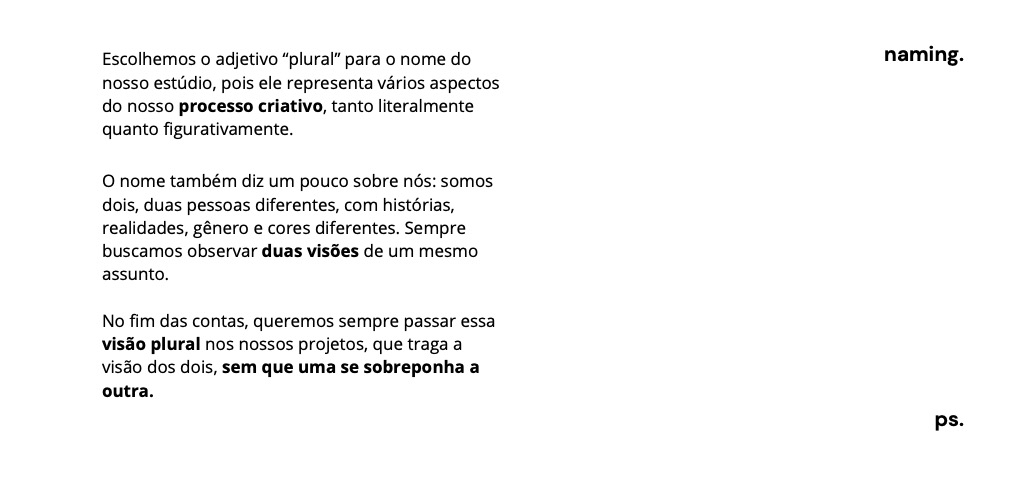 naming.
Escolhemos o adjetivo “plural” para o nome do
nosso estúdio, pois ele representa vários aspectos
do nosso processo criativo, tanto literalmente
quanto figurativamente.
O nome também diz um pouco sobre nós: somos
dois, duas pessoas diferentes, com histórias,
realidades, gênero e cores diferentes. Sempre
buscamos observar duas visões de um mesmo
assunto.
No fim das contas, queremos sempre passar essa
visão plural nos nossos projetos, que traga a
visão dos dois, sem que uma se sobreponha a
outra.
ps.